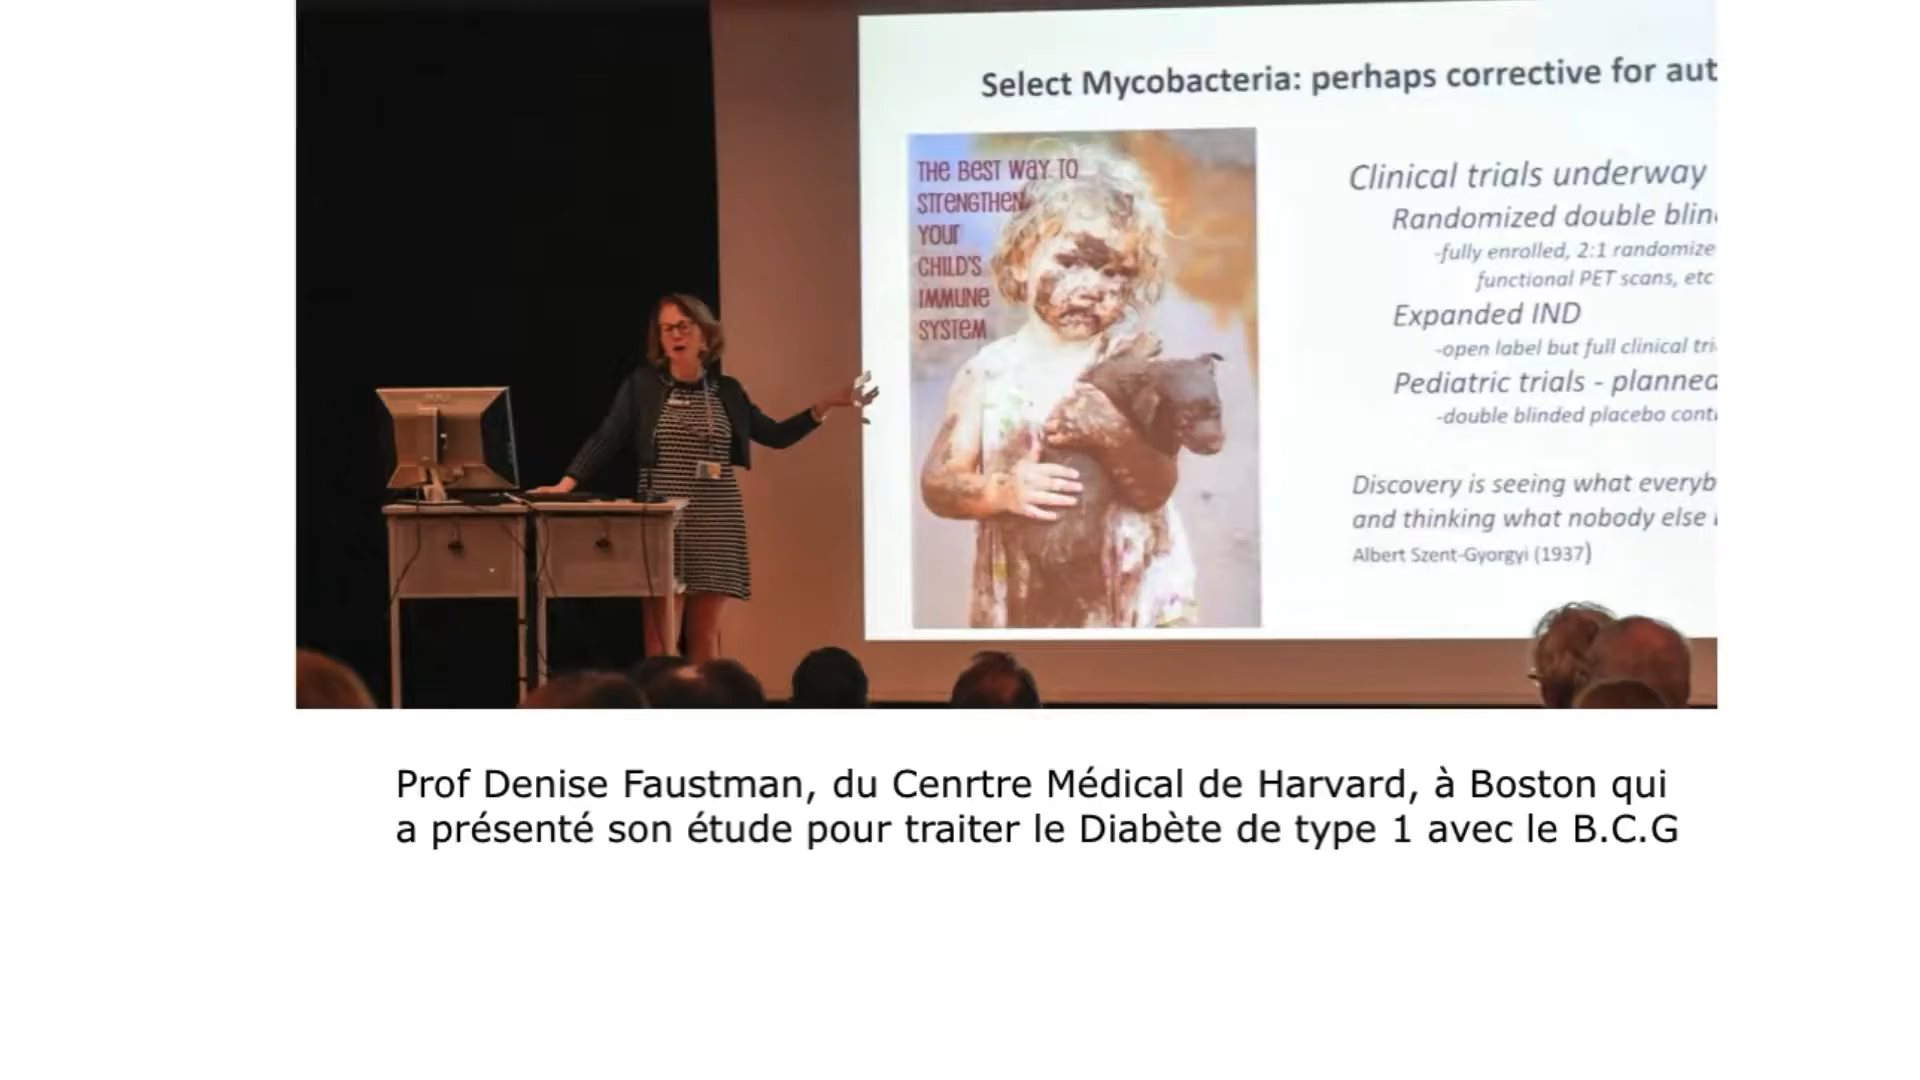 Select Mycobacteria: perhaps corrective for aut
THE BEST WAY TO
STRENGTHEN
YOUR
CHILD'S
IMMUNE
SYSTEM
Clinical trials underway
Randomized double blin
-fully enrolled, 2:1 randomize
functional PET scans, etc
Expanded IND
-open label but full clinical tri
Pediatric trials - planned
-double blinded placebo cont
Discovery is seeing what everyb
and thinking what nobody else
Albert Szent-Gyorgyi (1937)
Prof Denise Faustman, du Cenrtre Médical de Harvard, à Boston qui
a présenté son étude pour traiter le Diabète de type 1 avec le B.C.G